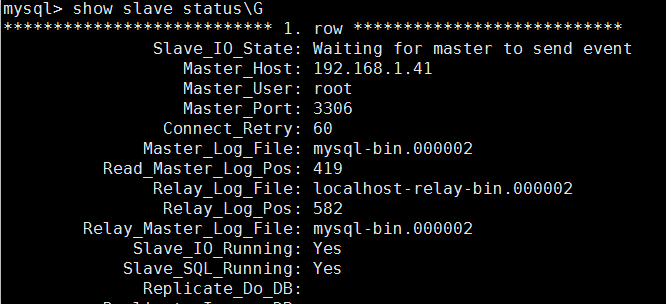 mysql> show slave status\G
*************************** 1. row ***************************
Slave_IO_State: Waiting for master to send event
Master_Host: 192.168.1.41
Master_User: root
Master_Port: 3306
Connect_Retry: 60
Master_Log_File: mysql-bin.000002
Read_Master_Log_Pos: 419
Relay_Log_File: localhost-relay-bin.000002
Relay_Log_Pos: 582
Relay_Master_Log_File: mysql-bin.000002
Slave_IO_Running: Yes
Slave_SQL_Running: Yes
Replicate_Do_DB: